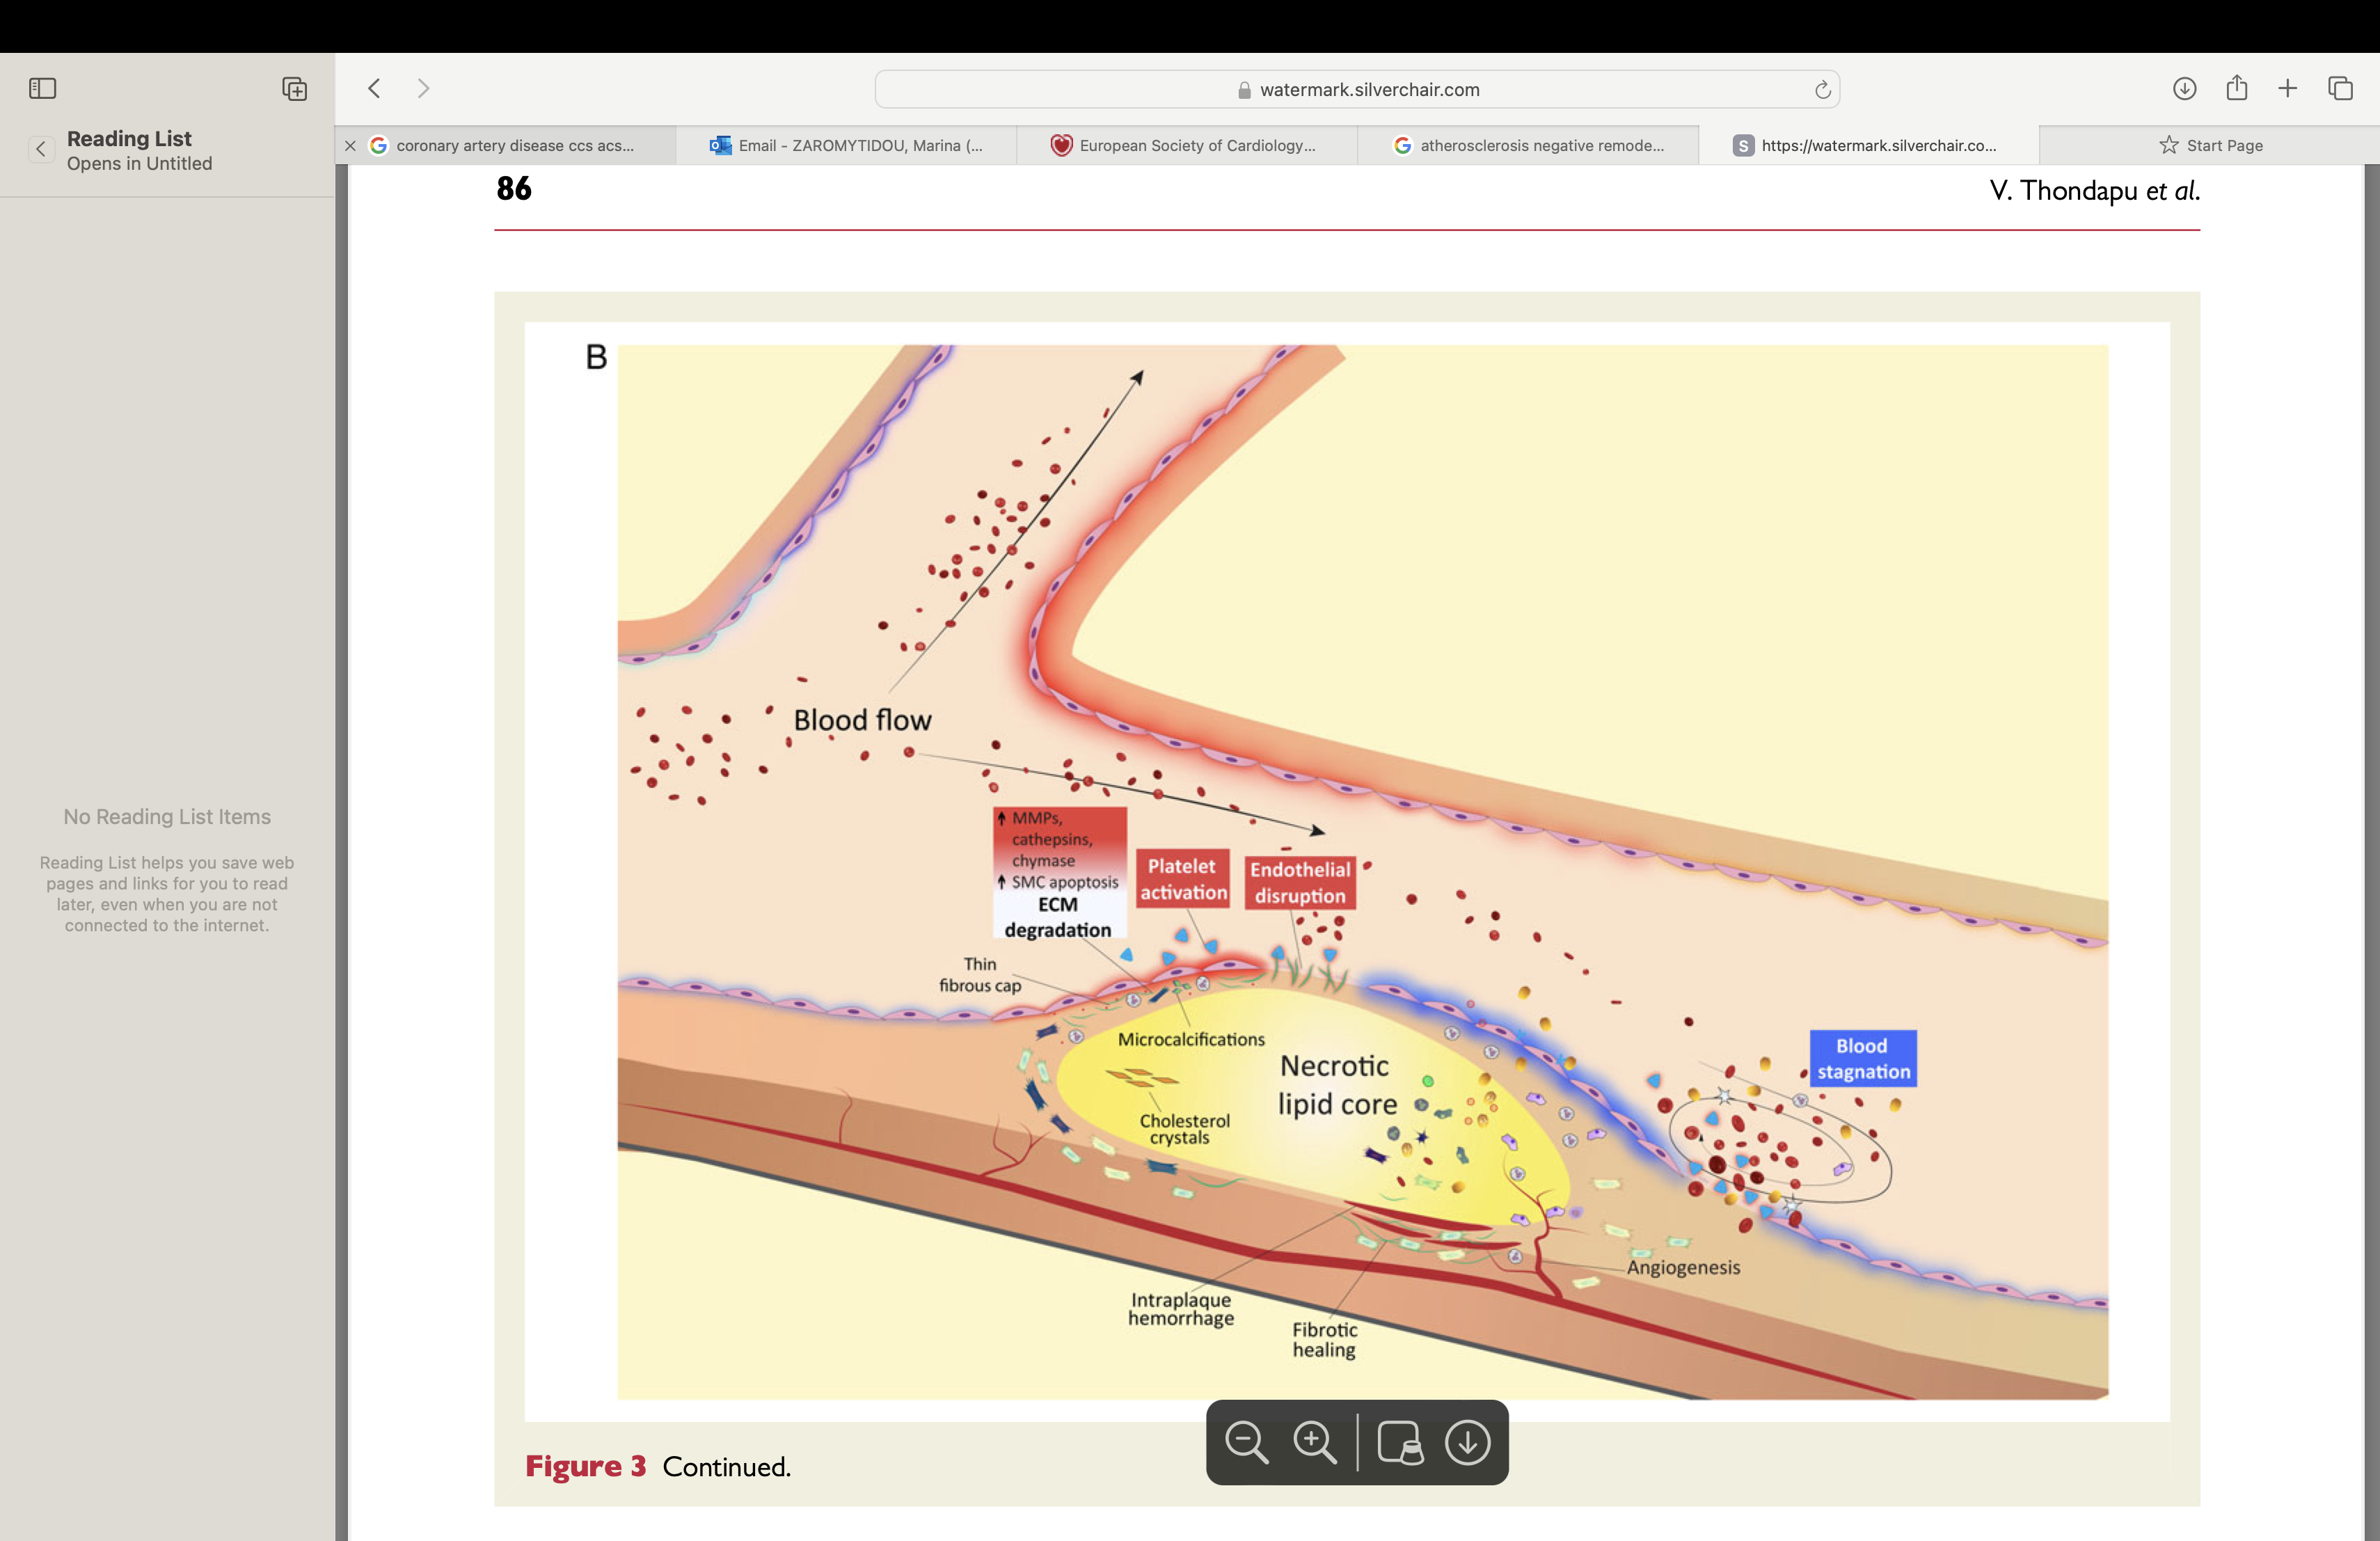 Reading List
Opens in Untitled
watermark.silverchair.com
coronary artery disease ccs acs...
Email - ZAROMYTIDOU, Marina (...
European Society of Cardiology...
atherosclerosis negative remode...
S
https://watermark.silverchair.co...
Start Page
No Reading List Items
Reading List helps you save web
pages and links for you to read
later, even when you are not
connected to the internet.
86
V. Thondapu et al.
B
Blood flow
↑ MMPs,
cathepsins,
chymase
↑ SMC apoptosis
ECM
degradation
Platelet
activation
Endothelial
disruption
Thin
fibrous cap
Microcalcifications
Necrotic
lipid core
Cholesterol
crystals
Blood
stagnation
Angiogenesis
Intraplaque
hemorrhage
Fibrotic
healing
Figure 3 Continued.